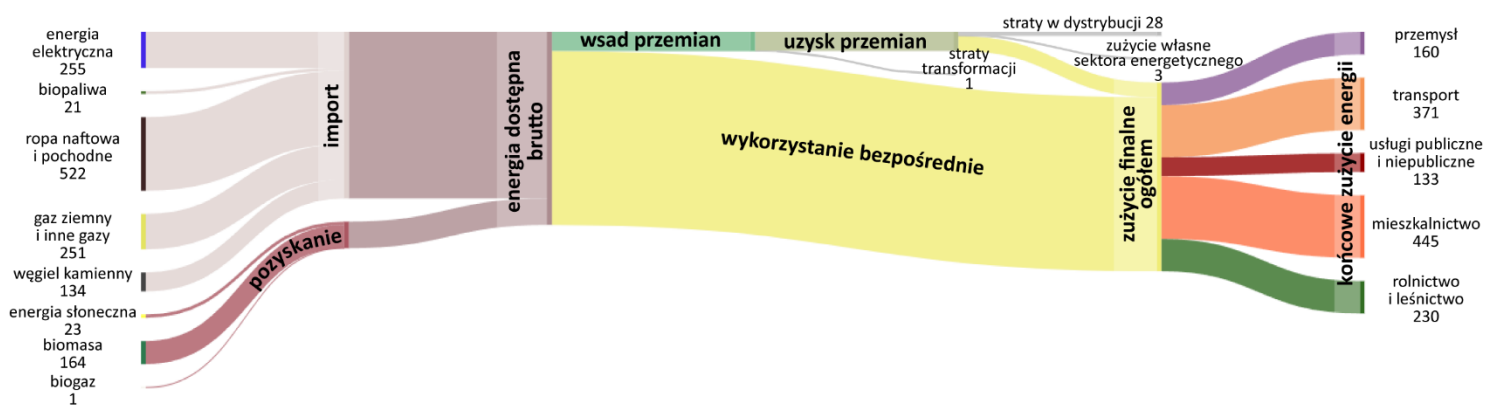 energia
elektryczna
255
biopaliwa
21
ropa naftowa
i pochodne
522
gaz ziemny
i inne gazy
251
węgiel kamienny
134
energia słoneczna
23
biomasa
164
biogaz
1
import
pozyskanie
energia dostępna
brutto
wsad przemian
uzysk przemian
straty
transformacji
1
straty w dystrybucji 28
zużycie własne
sektora energetycznego
3
wykorzystanie bezpośrednie
zużycie finalne
ogółem
końcowe zużycie energii
przemysł
160
transport
371
usługi publiczne
i niepubliczne
133
mieszkalnictwo
445
rolnictwo
i leśnictwo
230